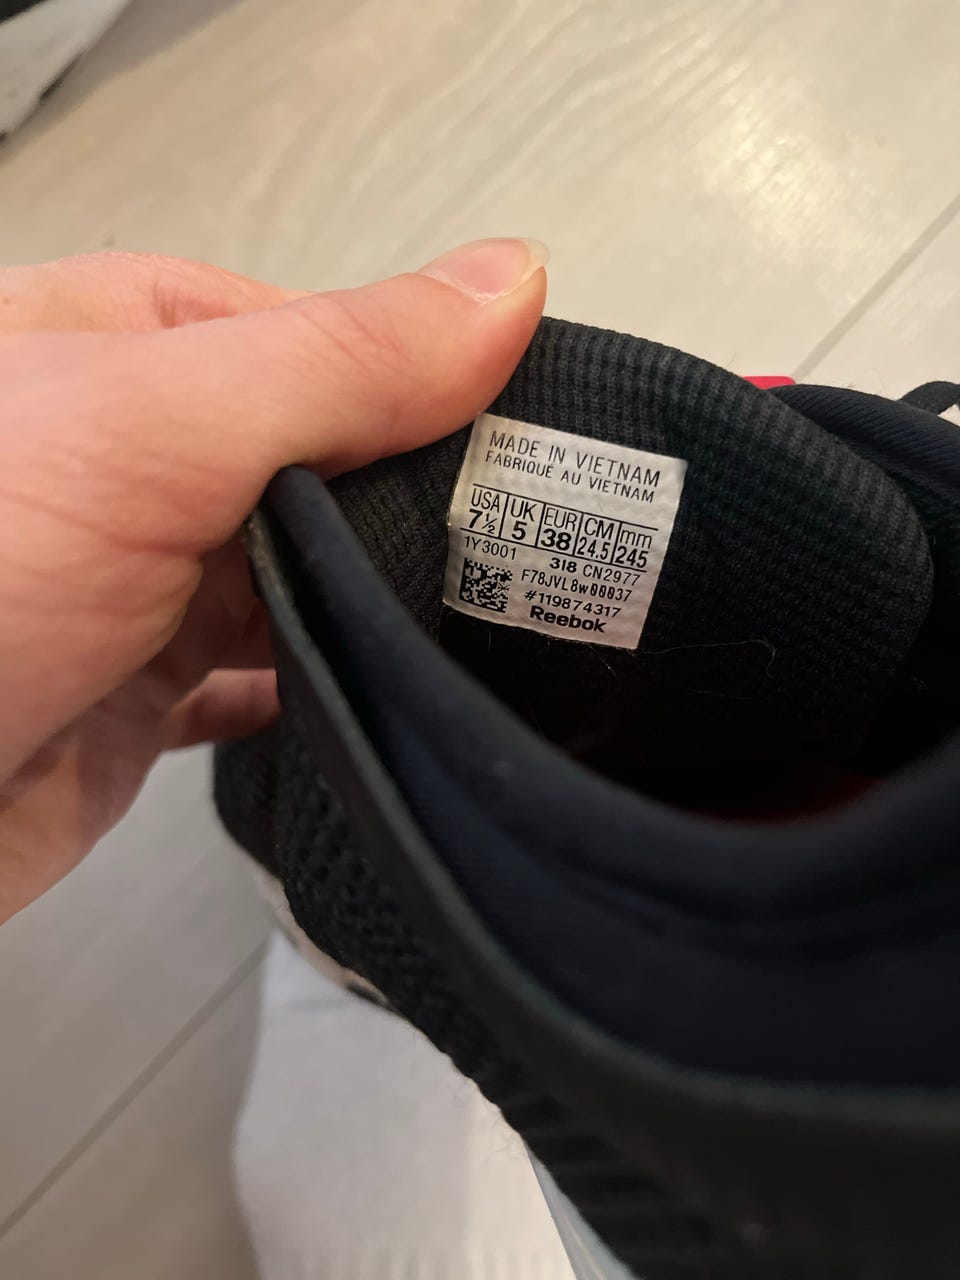 MADE IN VIETNAM
FABRIQUÉ AU VIETNAM
USA UK EUR CM mm
7½ 5 38 24.5 245
1Y3001 318 CN2977
F78JVL8w00037
#119874317
Reebok